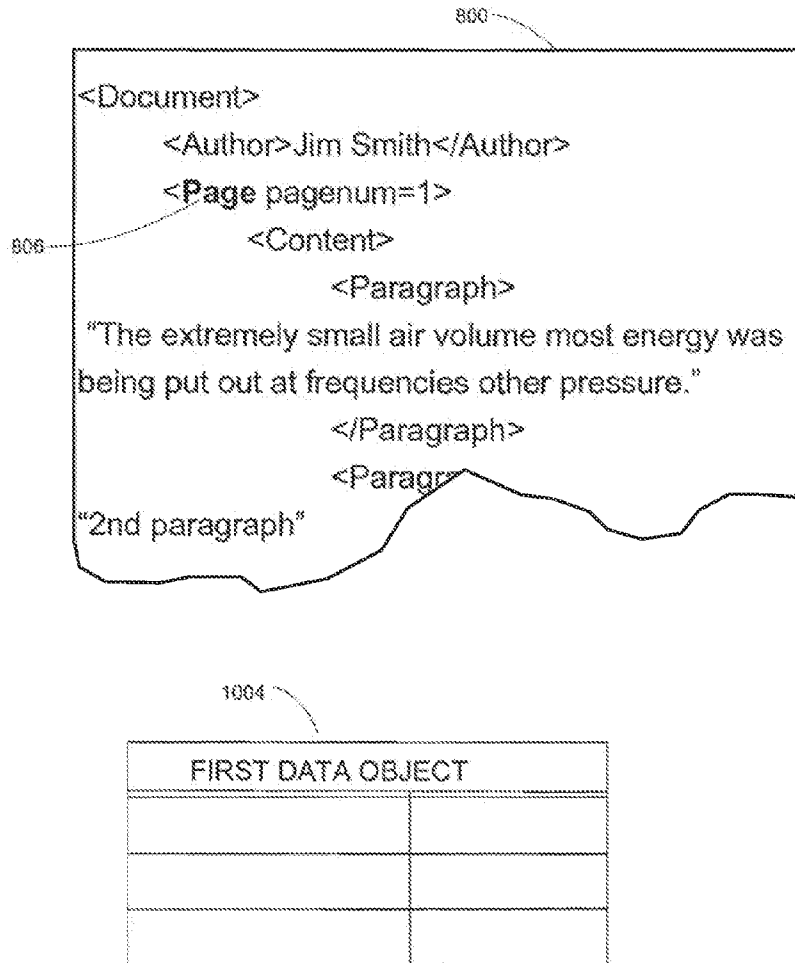 800
<Document>
<Author>Jim Smith</Author>
<Page pagenum=1>
806
<Content>
<Paragraph>
“The extremely small air volume most energy was
being put out at frequencies other pressure.”
</Paragraph>
<Paragra
“2nd paragraph”
1004
FIRST DATA OBJECT